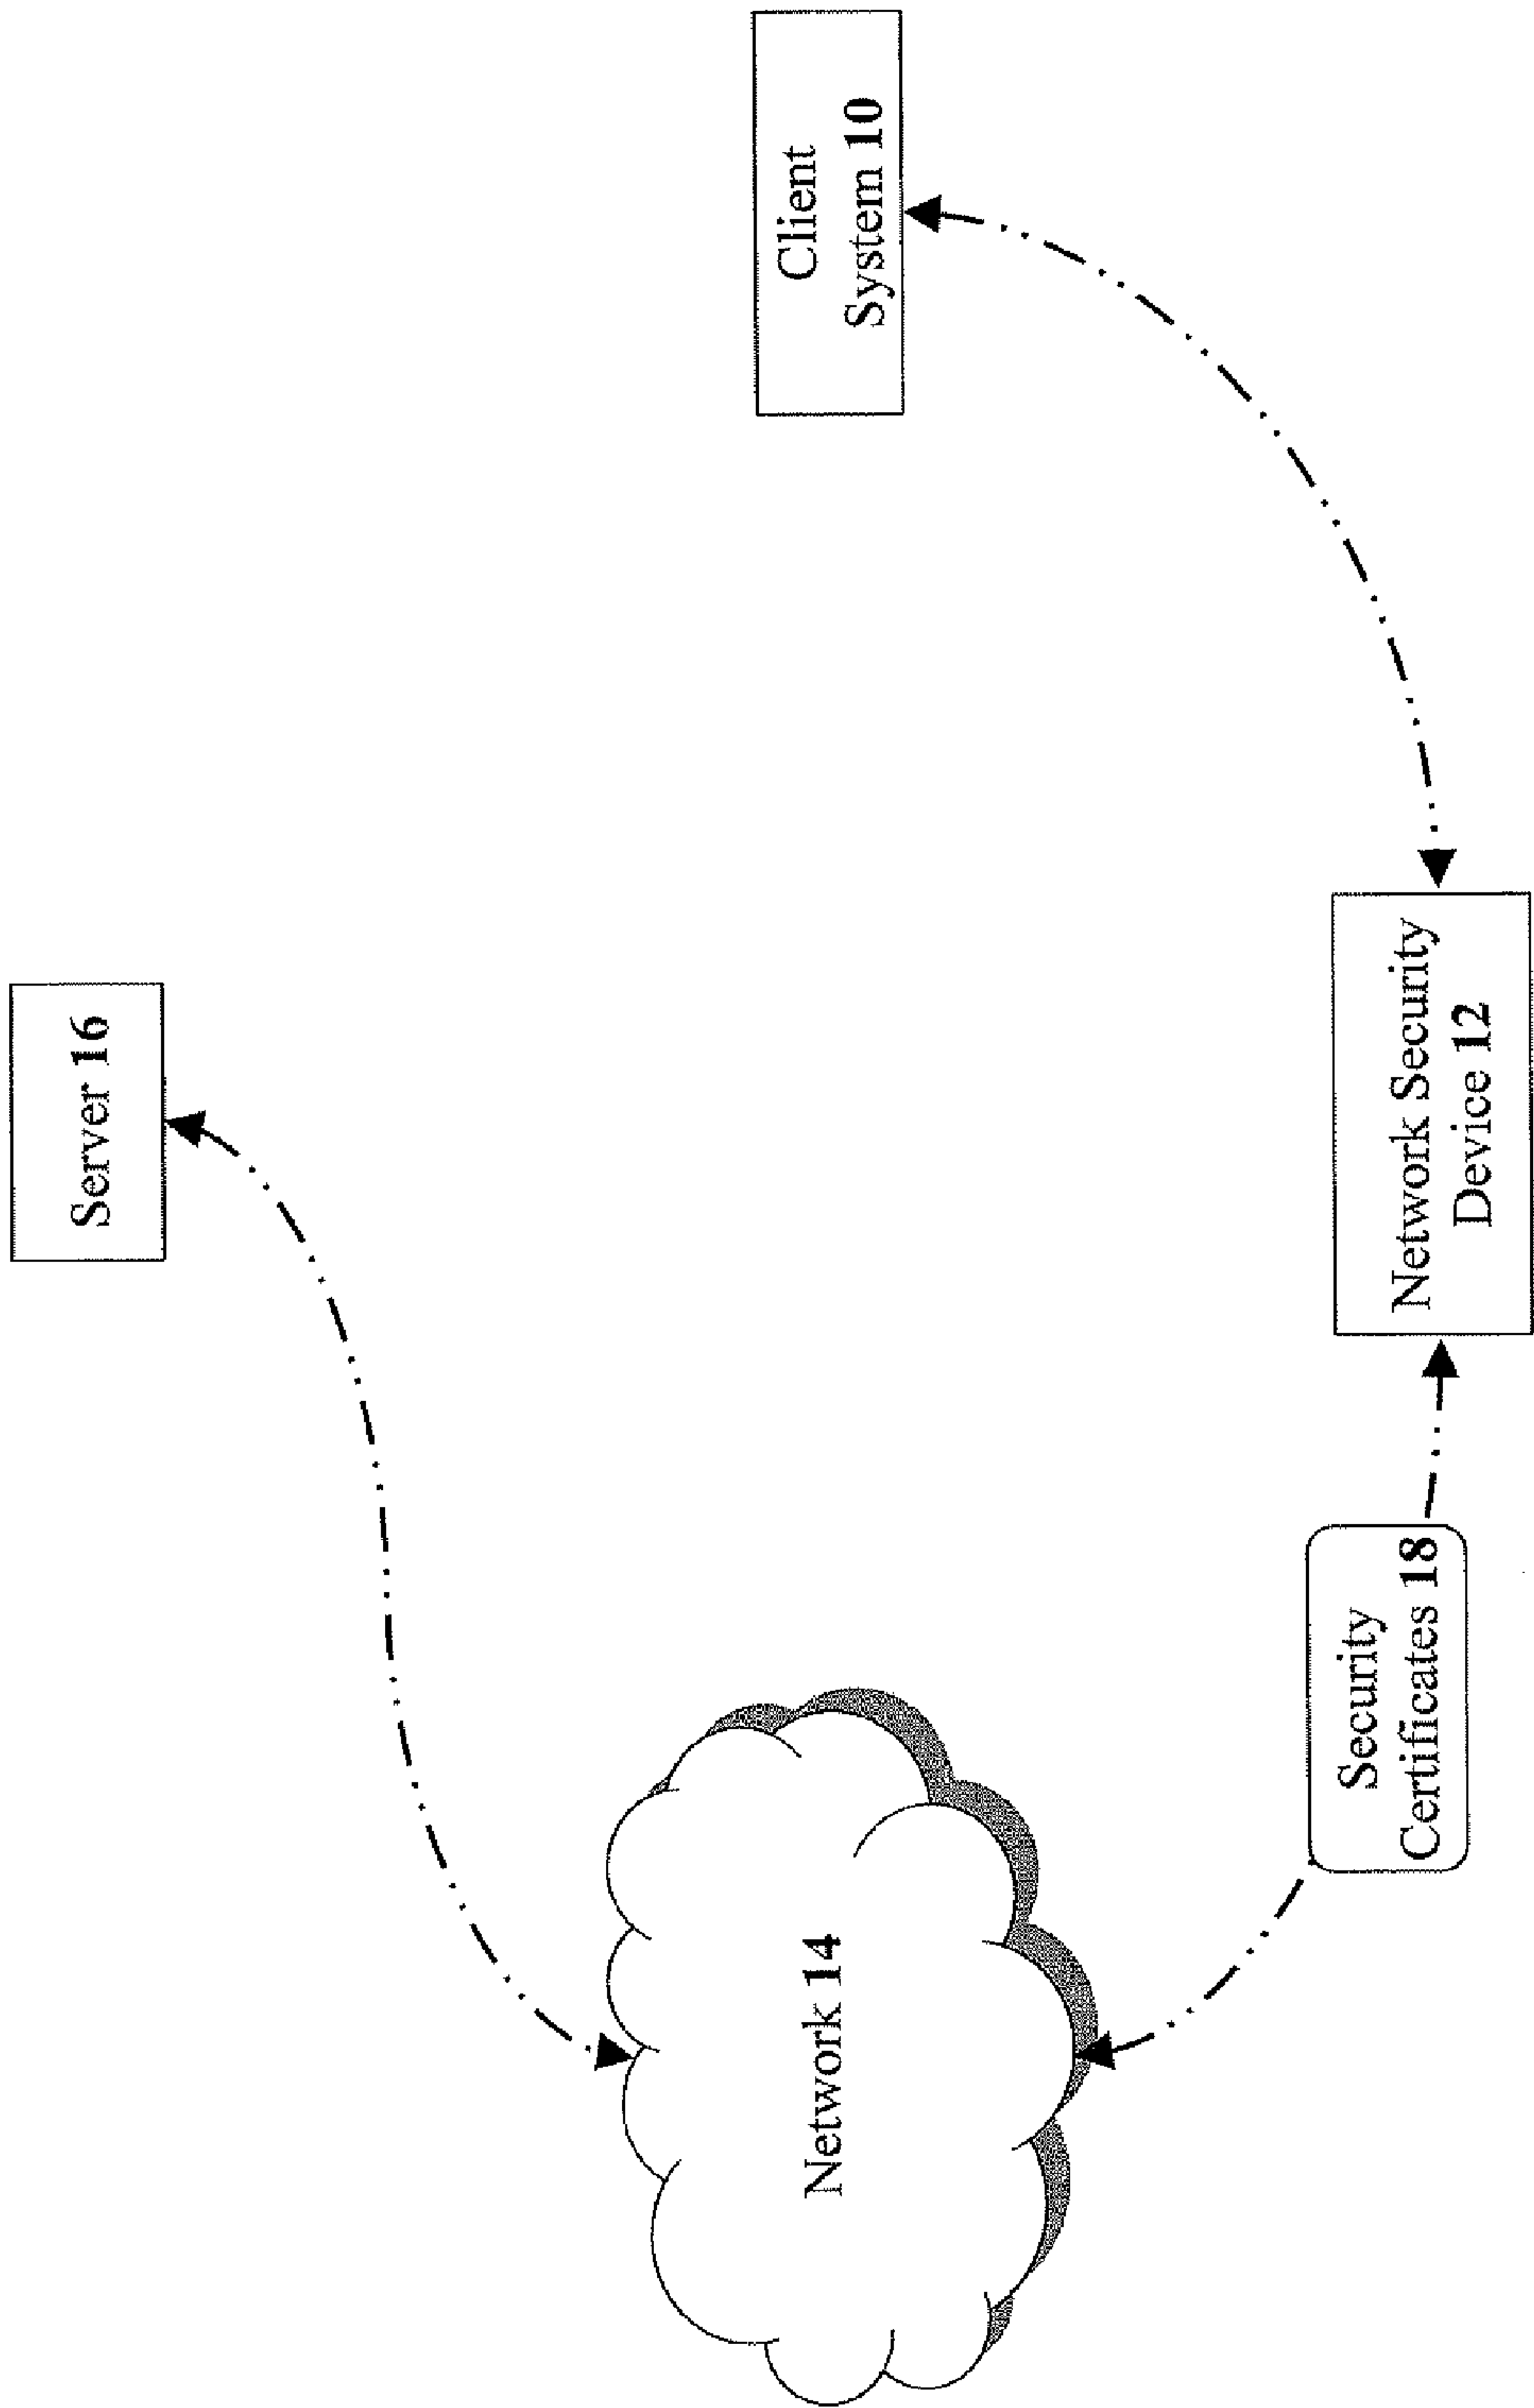 Server 16
Client
System 10
Network 14
Security
Certificates 18
Network Security
Device 12